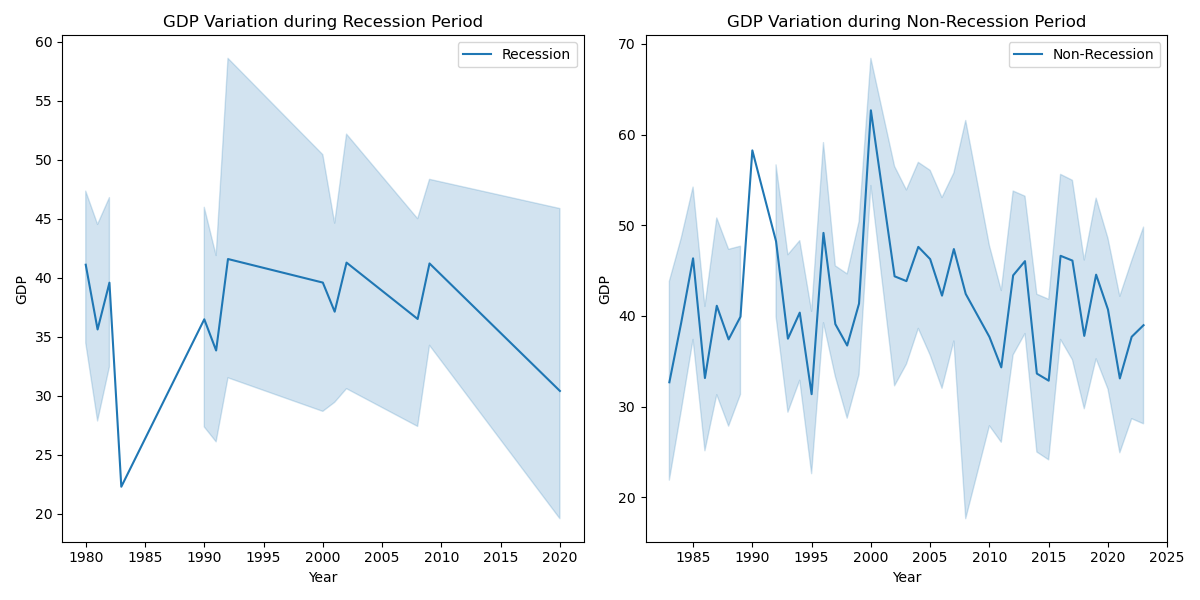 GDP Variation during Recession Period
GDP Variation during Non-Recession Period
Recession
Non-Recession
60
55
50
45
40
35
30
25
20
GDP
1980 1985 1990 1995 2000 2005 2010 2015 2020
Year
70
60
50
40
30
20
GDP
1985 1990 1995 2000 2005 2010 2015 2020 2025
Year